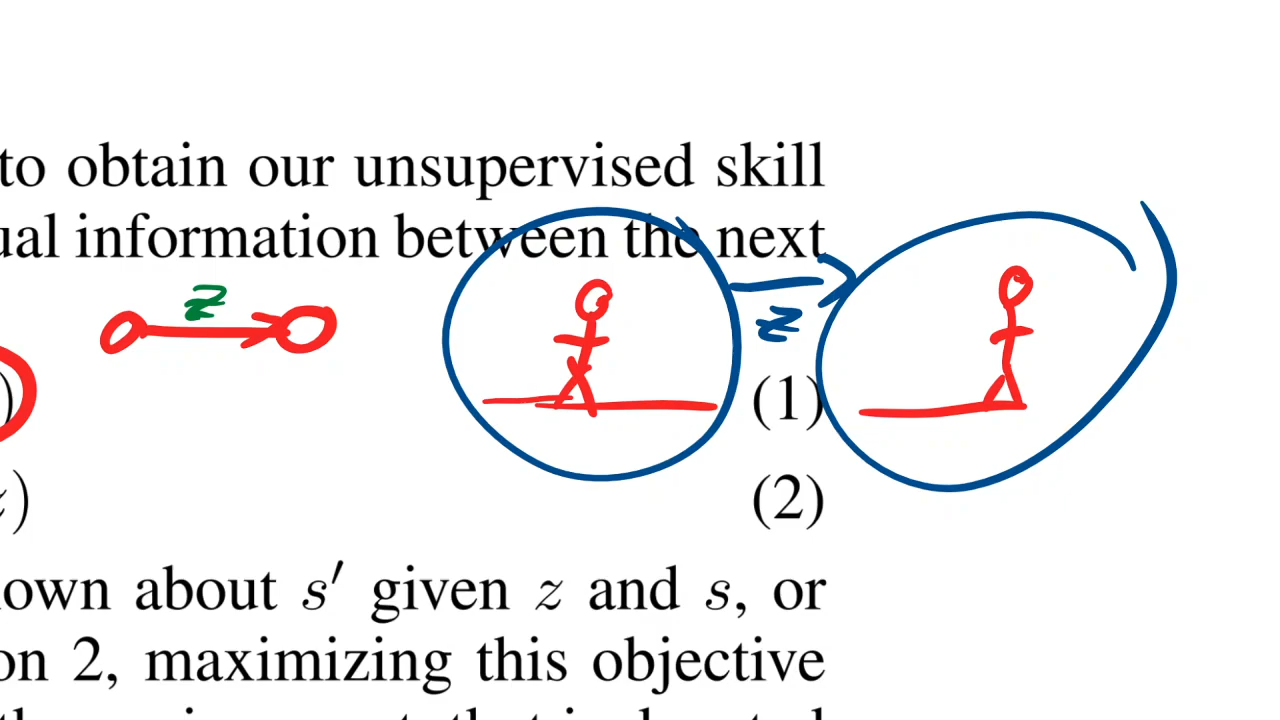 to obtain our unsupervised skill
ual information between the next
z
z
) (1)
z) (2)
own about s′ given z and s, or
on 2, maximizing this objective